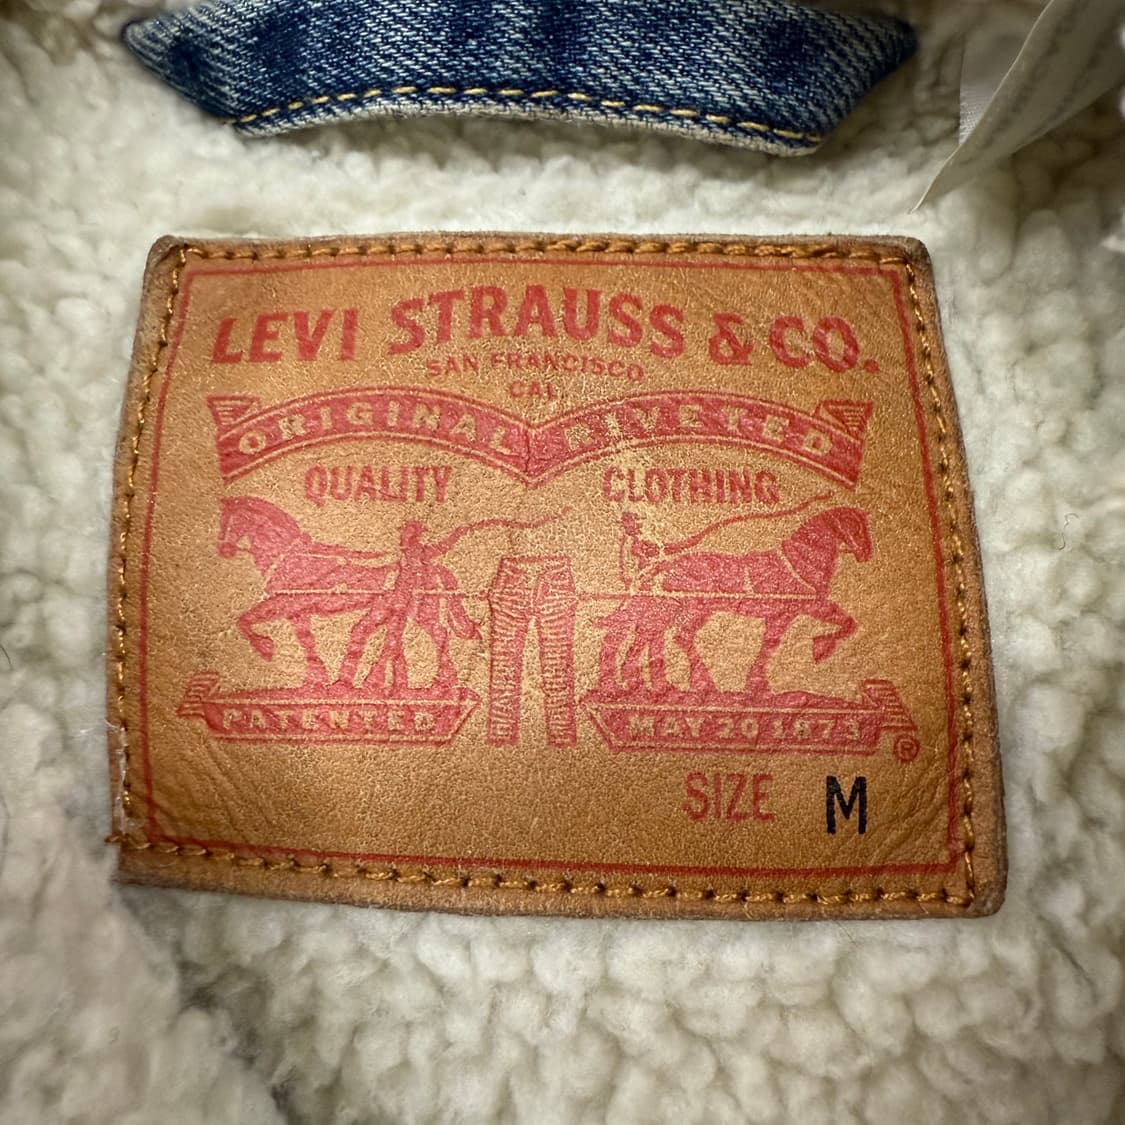 LEVI STRAUSS & CO.
SAN FRANCISCO
CAL.
ORIGINAL RIVETED
QUALITY CLOTHING
PATENTED MAY 20 1873
®
SIZE M